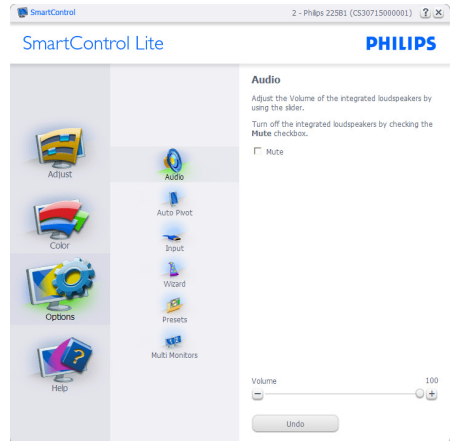 SmartControl
2 - Philips 225B1 (CS30715000001)
?
SmartControl Lite
PHILIPS
Adjust
Color
Options
Help
Audio
Auto Pivot
Input
Wizard
Presets
Multi Monitors
Audio
Adjust the Volume of the integrated loudspeakers by
using the slider.
Turn off the integrated loudspeakers by checking the
Mute checkbox.
Mute
Volume
100
Undo